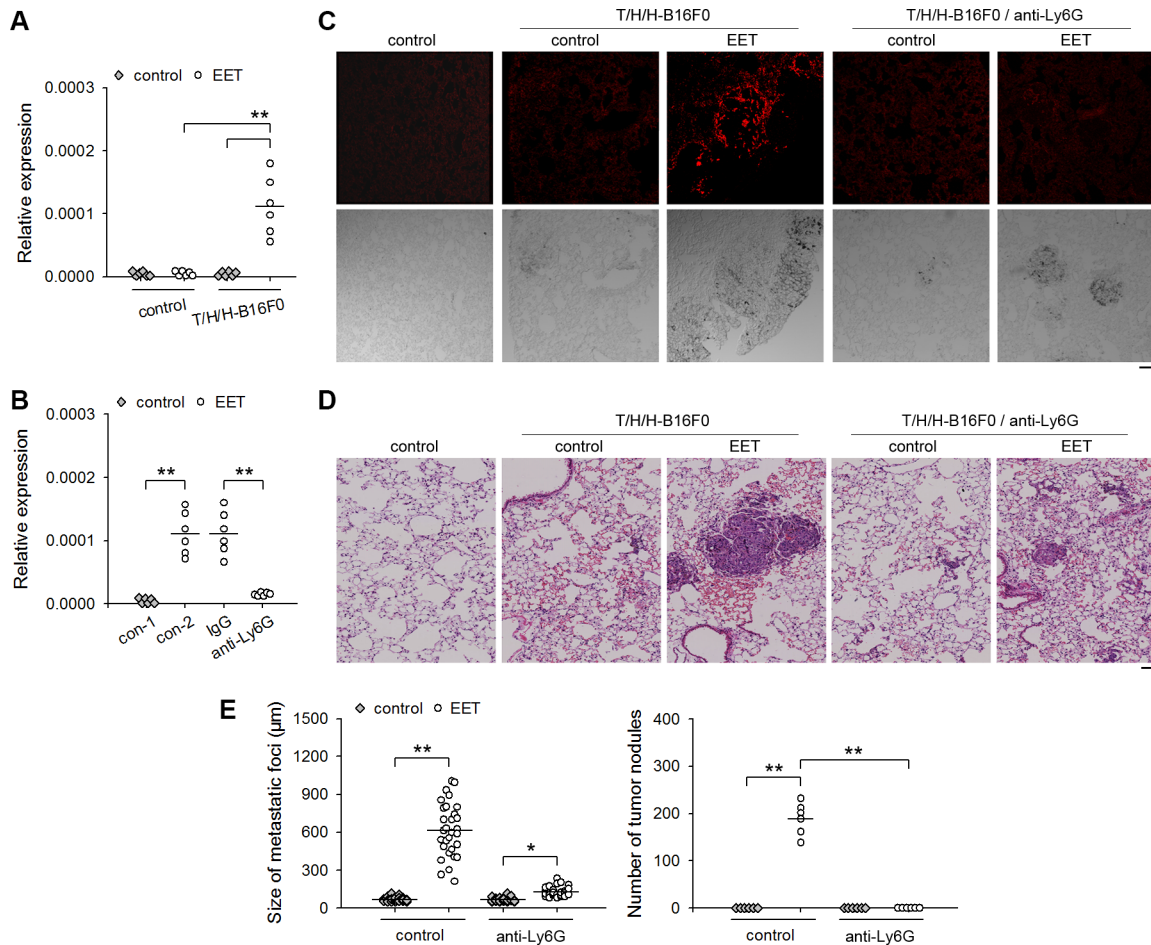 A
control EET
Relative expression
0.0003
0.0002
0.0001
0.0000
**
control
T/H/H-B16F0
B
control EET
Relative expression
0.0003
0.0002
0.0001
0.0000
** **
con-1
con-2
IgG
anti-Ly6G
C
T/H/H-B16F0 T/H/H-B16F0 / anti-Ly6G
control control EET control EET
D
T/H/H-B16F0 T/H/H-B16F0 / anti-Ly6G
control control EET control EET
E
control EET
Size of metastatic foci (μm)
1500
1200
900
600
300
0
**
*
control anti-Ly6G
Number of tumor nodules
400
300
200
100
0
** **
control anti-Ly6G